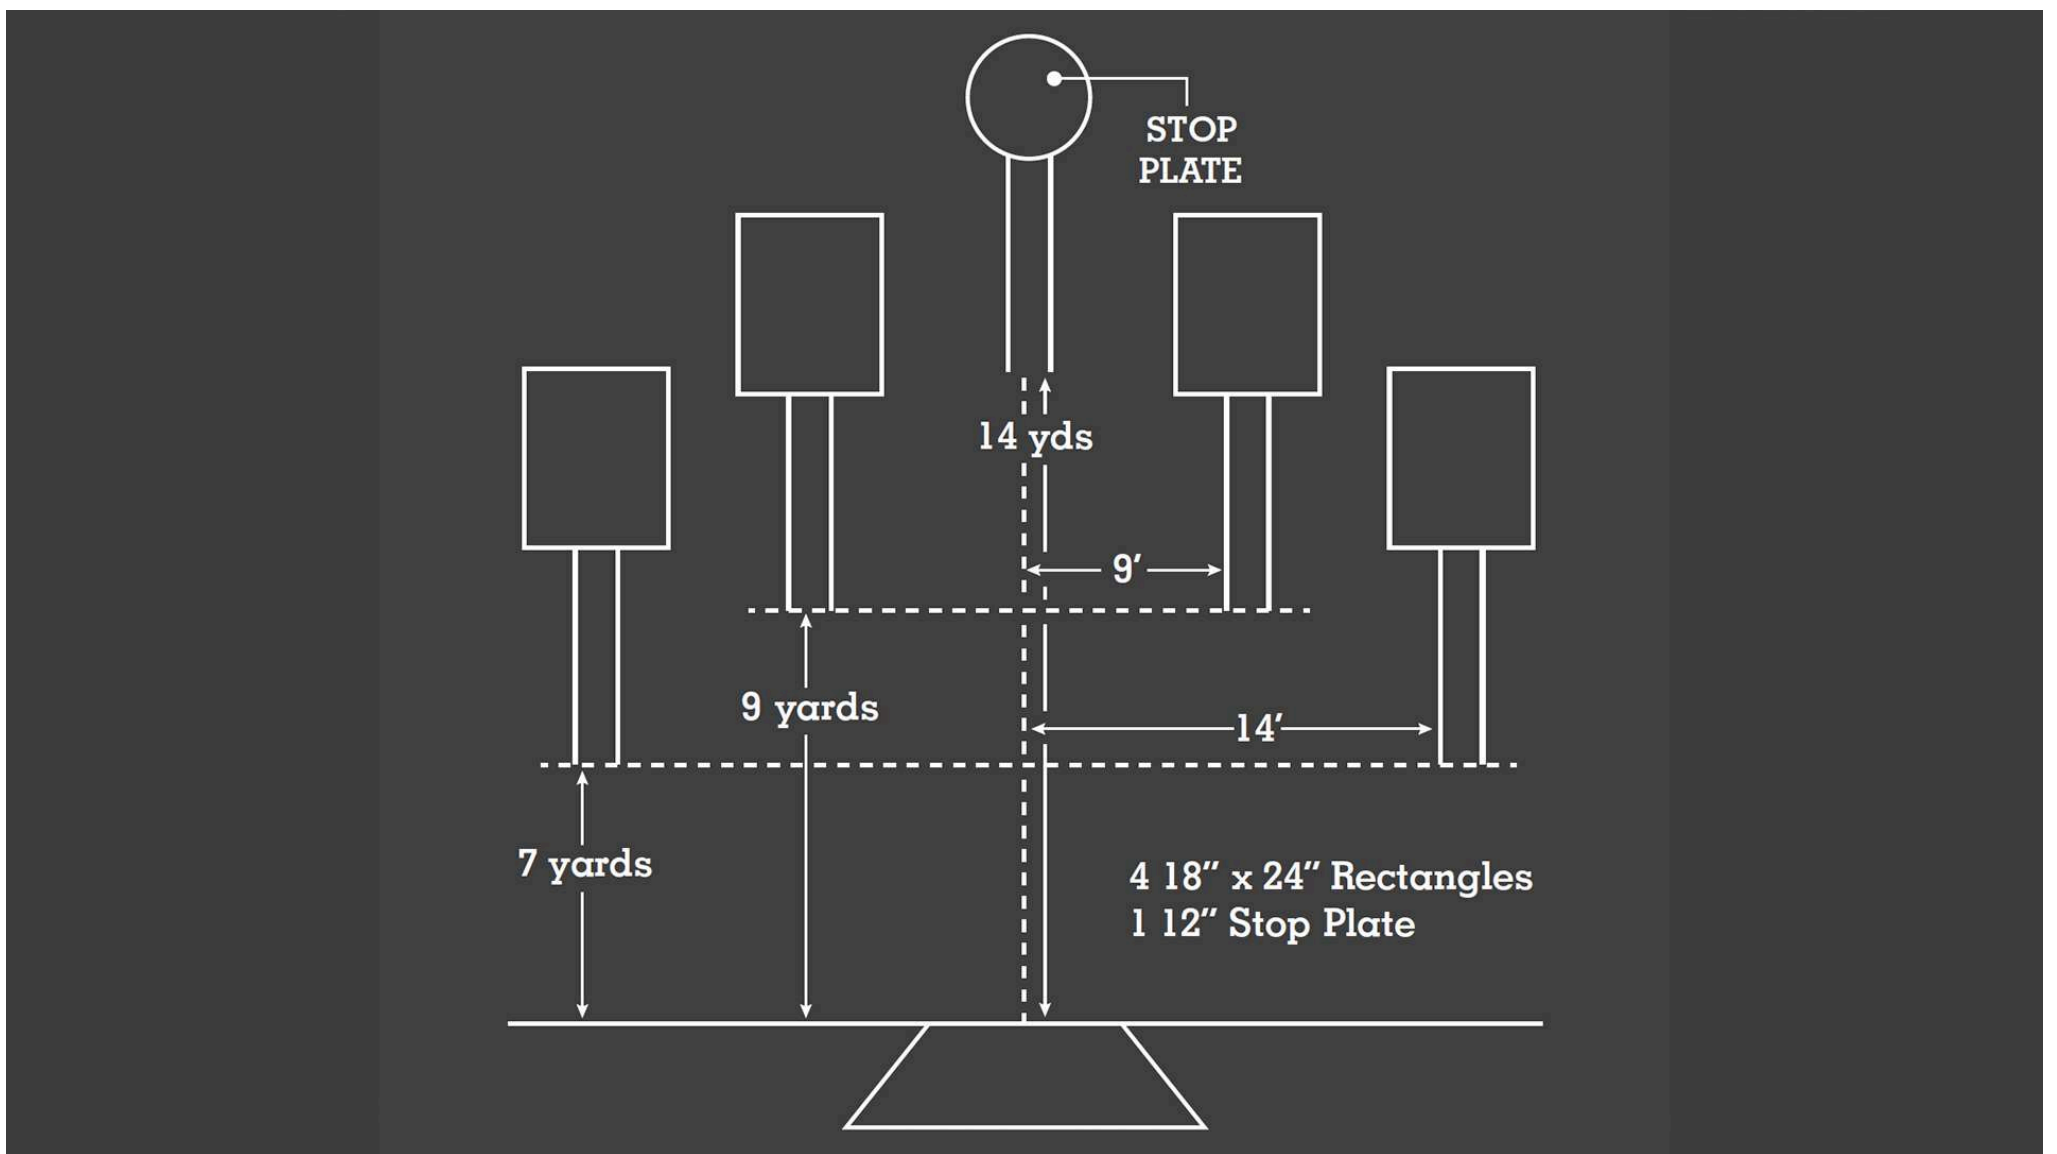 STOP
PLATE
14 yds
9′
9 yards
14′
7 yards
4 18″ x 24″ Rectangles
1 12″ Stop Plate